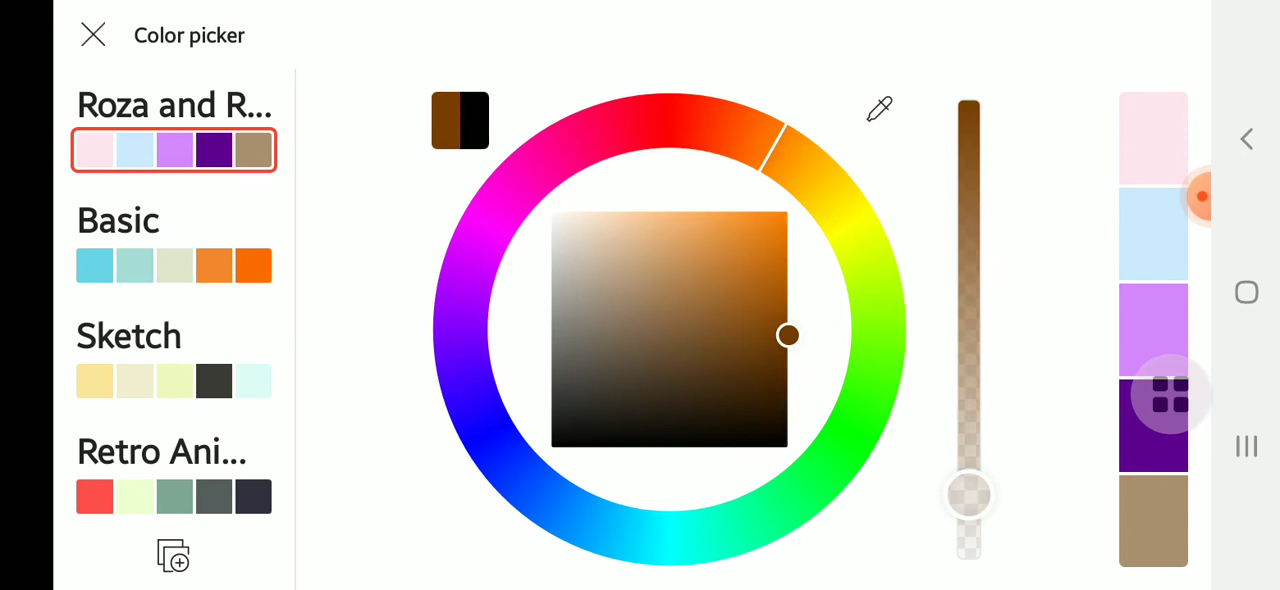 Color picker
Roza and R...
Basic
Sketch
Retro Ani...